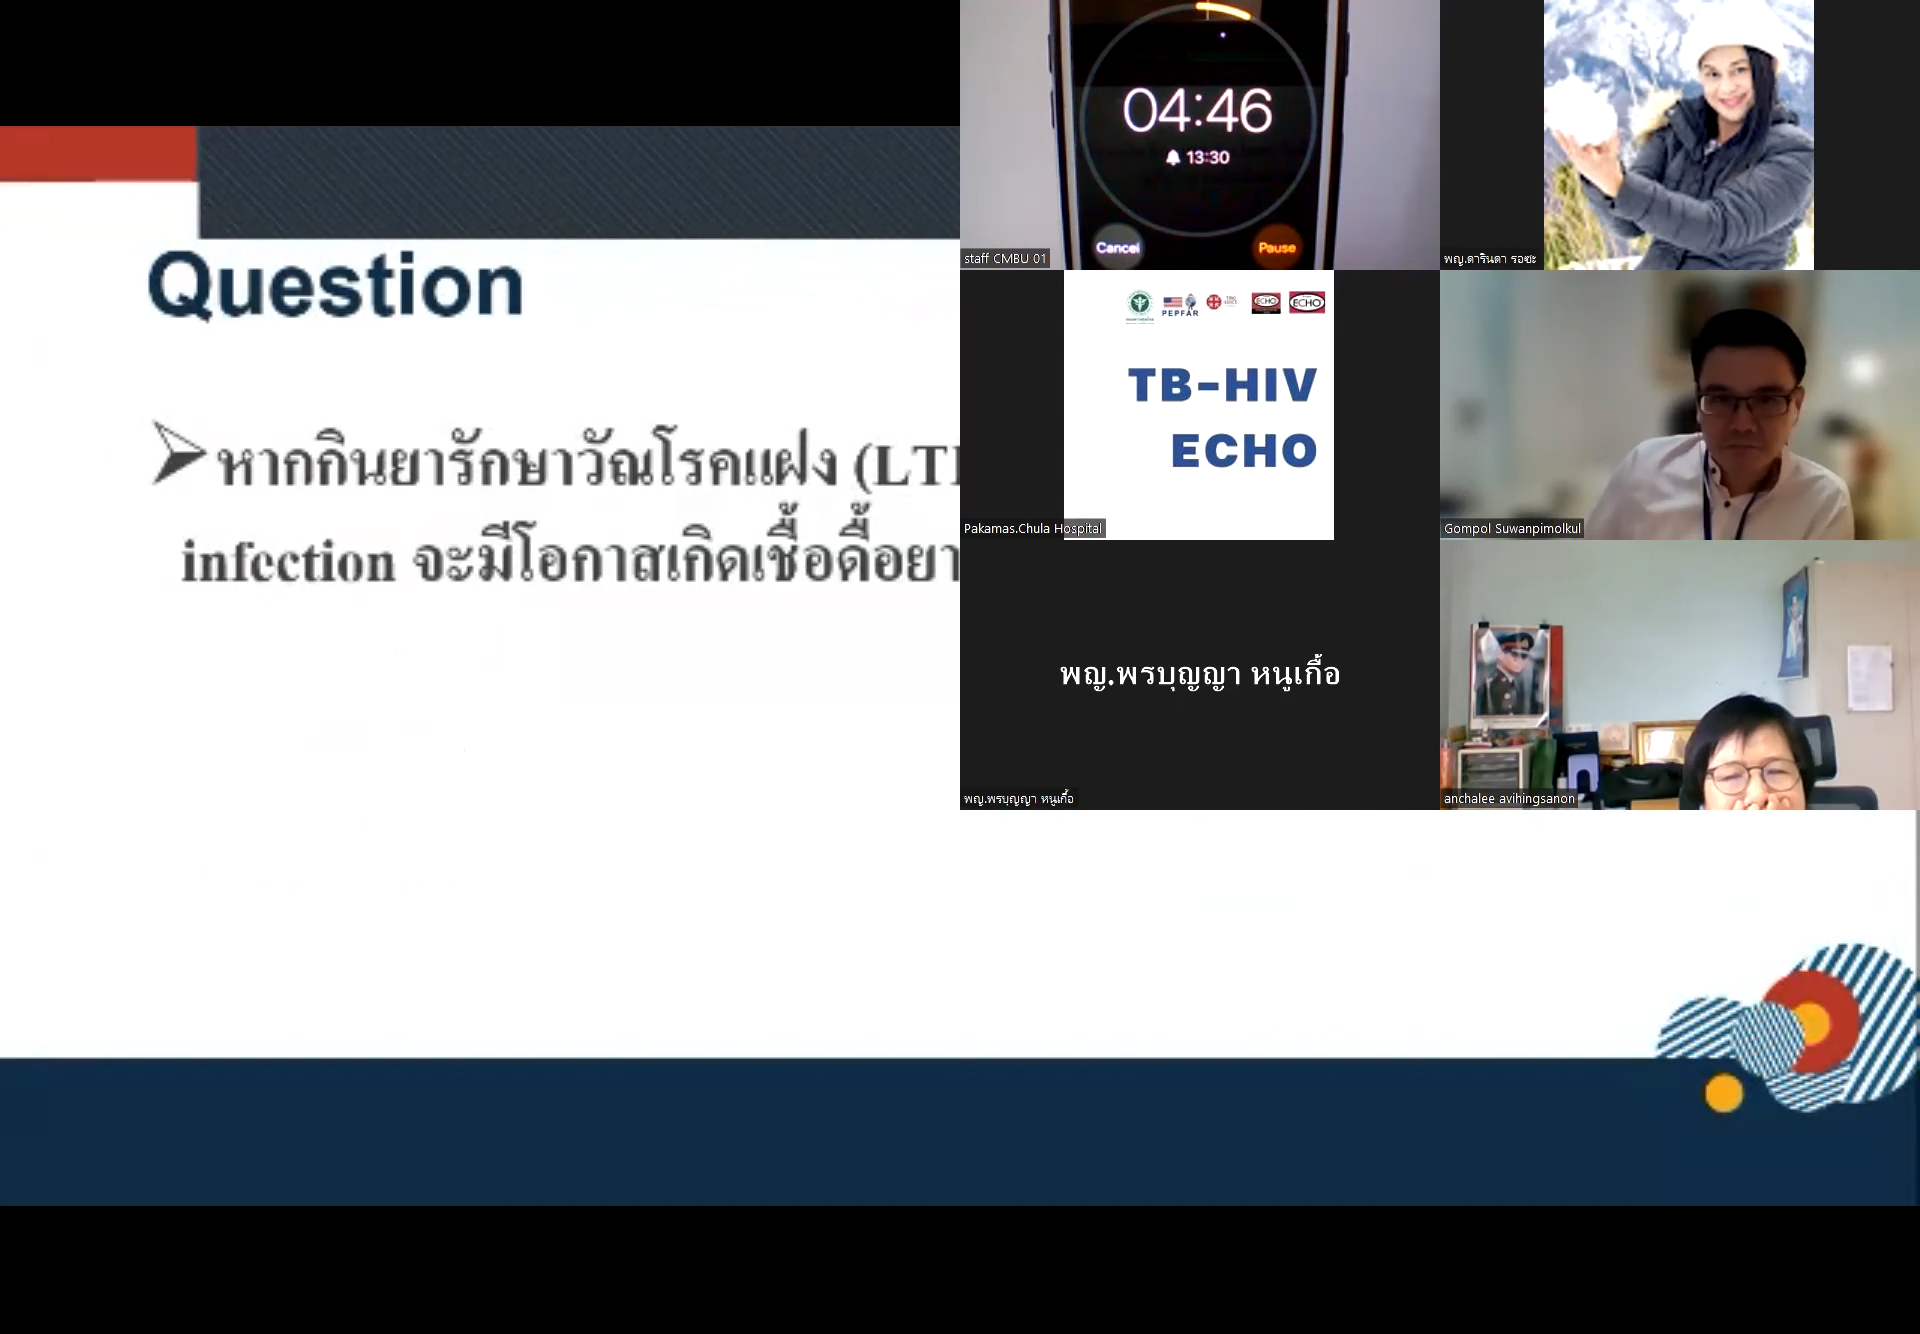 Question
หากกินยารักษาวัณโรคแฝง (LTI
infection จะมีโอกาสเกิดเชื้อดื้อยา
04:46
13:30
Cancel
Pause
staff CMBU 01
พญ.ดารินดา รอซะ
PEPFAR
ECHO
ECHO
TB-HIV
ECHO
Pakamas.Chula Hospital
Gompol Suwanpimolkul
พญ.พรบุญญา หนูเกื้อ
พญ.พรบุญญา หนูเกื้อ
anchalee avihingsanon